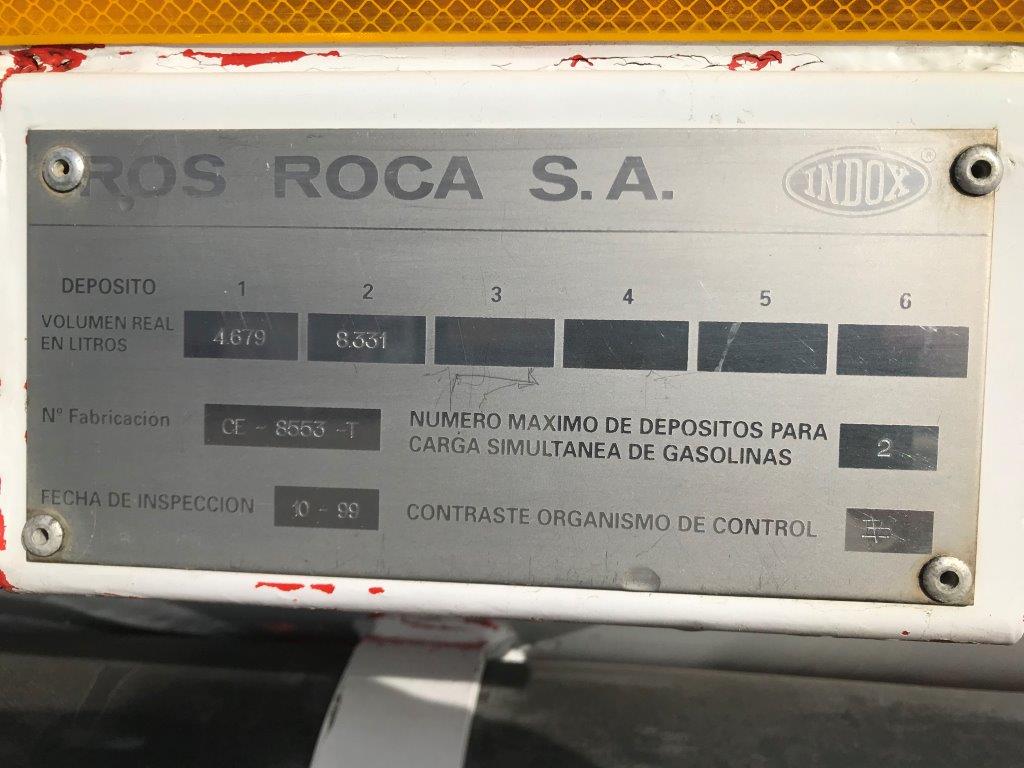 ROS ROCA S.A.
INDOX ®
DEPOSITO 1 2 3 4 5 6
VOLUMEN REAL
EN LITROS
4.679 8.331
Nº Fabricación CE - 8553 -T
NUMERO MAXIMO DE DEPOSITOS PARA
CARGA SIMULTANEA DE GASOLINAS
2
FECHA DE INSPECCION 10 - 99
CONTRASTE ORGANISMO DE CONTROL